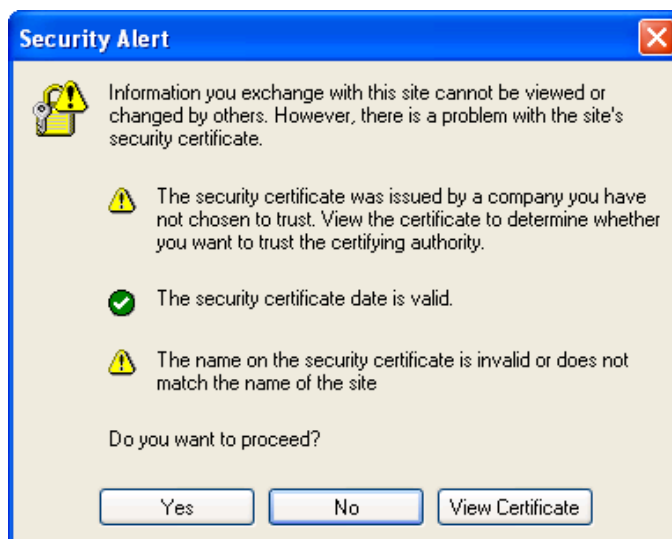 Security Alert
Information you exchange with this site cannot be viewed or
changed by others. However, there is a problem with the site's
security certificate.
The security certificate was issued by a company you have
not chosen to trust. View the certificate to determine whether
you want to trust the certifying authority.
The security certificate date is valid.
The name on the security certificate is invalid or does not
match the name of the site
Do you want to proceed?
Yes No View Certificate